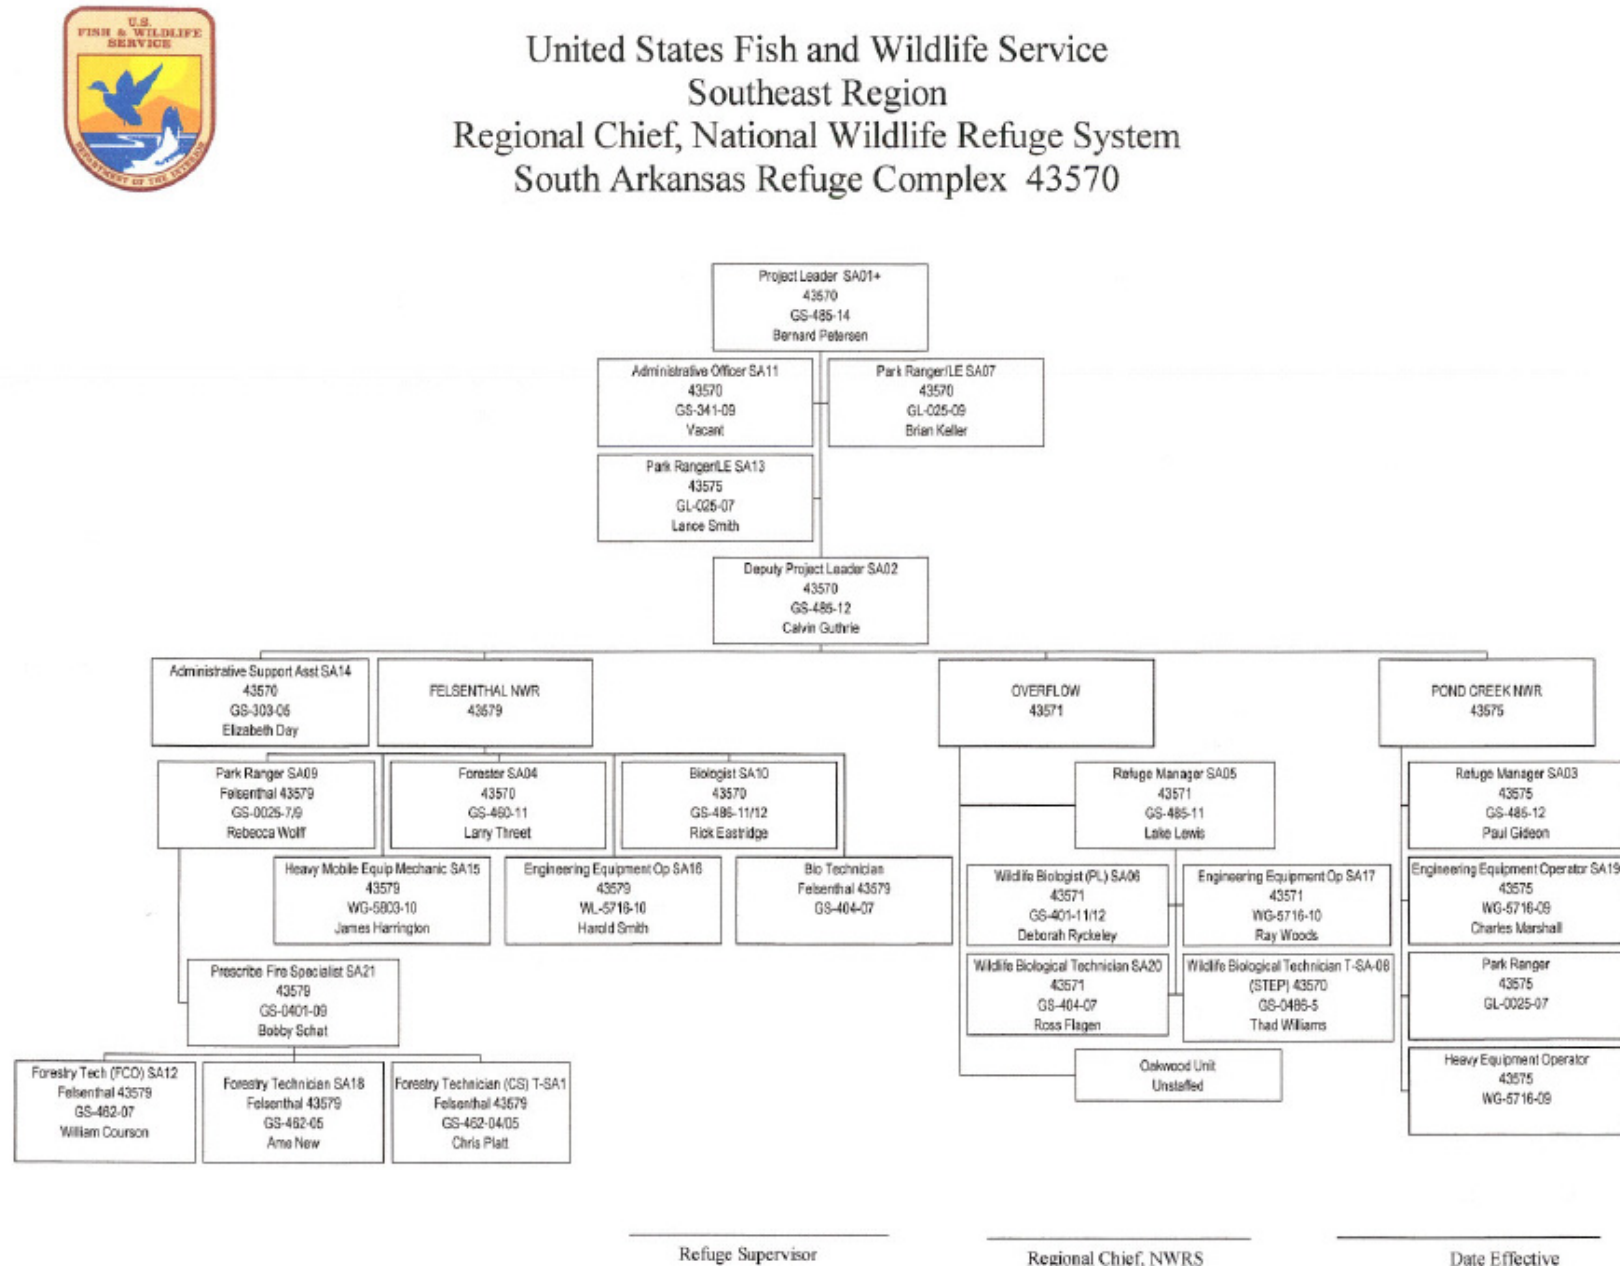 U.S.
FISH & WILDLIFE
SERVICE
DEPARTMENT OF THE INTERIOR
United States Fish and Wildlife Service
Southeast Region
Regional Chief, National Wildlife Refuge System
South Arkansas Refuge Complex 43570
Project Leader SA01+
43570
GS-485-14
Bernard Petersen
Administrative Officer SA11
43570
GS-341-09
Vacant
Park Ranger/LE SA07
43570
GL-025-09
Brian Keller
Park Ranger/LE SA13
43575
GL-025-07
Lance Smith
Deputy Project Leader SA02
43570
GS-485-12
Calvin Guthrie
Administrative Support Asst SA14
43570
GS-303-05
Elizabeth Day
FELSENTHAL NWR
43579
OVERFLOW
43571
POND CREEK NWR
43575
Park Ranger SA09
Felsenthal 43579
GS-0025-7/9
Rebecca Wolff
Forester SA04
43570
GS-460-11
Larry Threet
Biologist SA10
43570
GS-486-11/12
Rick Eastridge
Refuge Manager SA05
43571
GS-485-11
Lake Lewis
Refuge Manager SA03
43575
GS-485-12
Paul Gideon
Heavy Mobile Equip Mechanic SA15
43579
WG-5803-10
James Harrington
Engineering Equipment Op SA16
43579
WL-5716-10
Harold Smith
Bio Technician
Felsenthal 43579
GS-404-07
Wildlife Biologist (PL) SA06
43571
GS-401-11/12
Deborah Ryckeley
Engineering Equipment Op SA17
43571
WG-5716-10
Ray Woods
Engineering Equipment Operator SA19
43575
WG-5716-09
Charles Marshall
Prescribe Fire Specialist SA21
43579
GS-0401-09
Bobby Schat
Wildlife Biological Technician SA20
43571
GS-404-07
Ross Flagen
Wildlife Biological Technician T-SA-08
(STEP) 43570
GS-0486-5
Thad Williams
Park Ranger
43575
GL-0025-07
Forestry Tech (FCO) SA12
Felsenthal 43579
GS-462-07
William Courson
Forestry Technician SA18
Felsenthal 43579
GS-462-05
Ame New
Forestry Technician (CS) T-SA1
Felsenthal 43579
GS-462-04/05
Chris Platt
Oakwood Unit
Unstaffed
Heavy Equipment Operator
43575
WG-5716-09
Refuge Supervisor
Regional Chief, NWRS
Date Effective